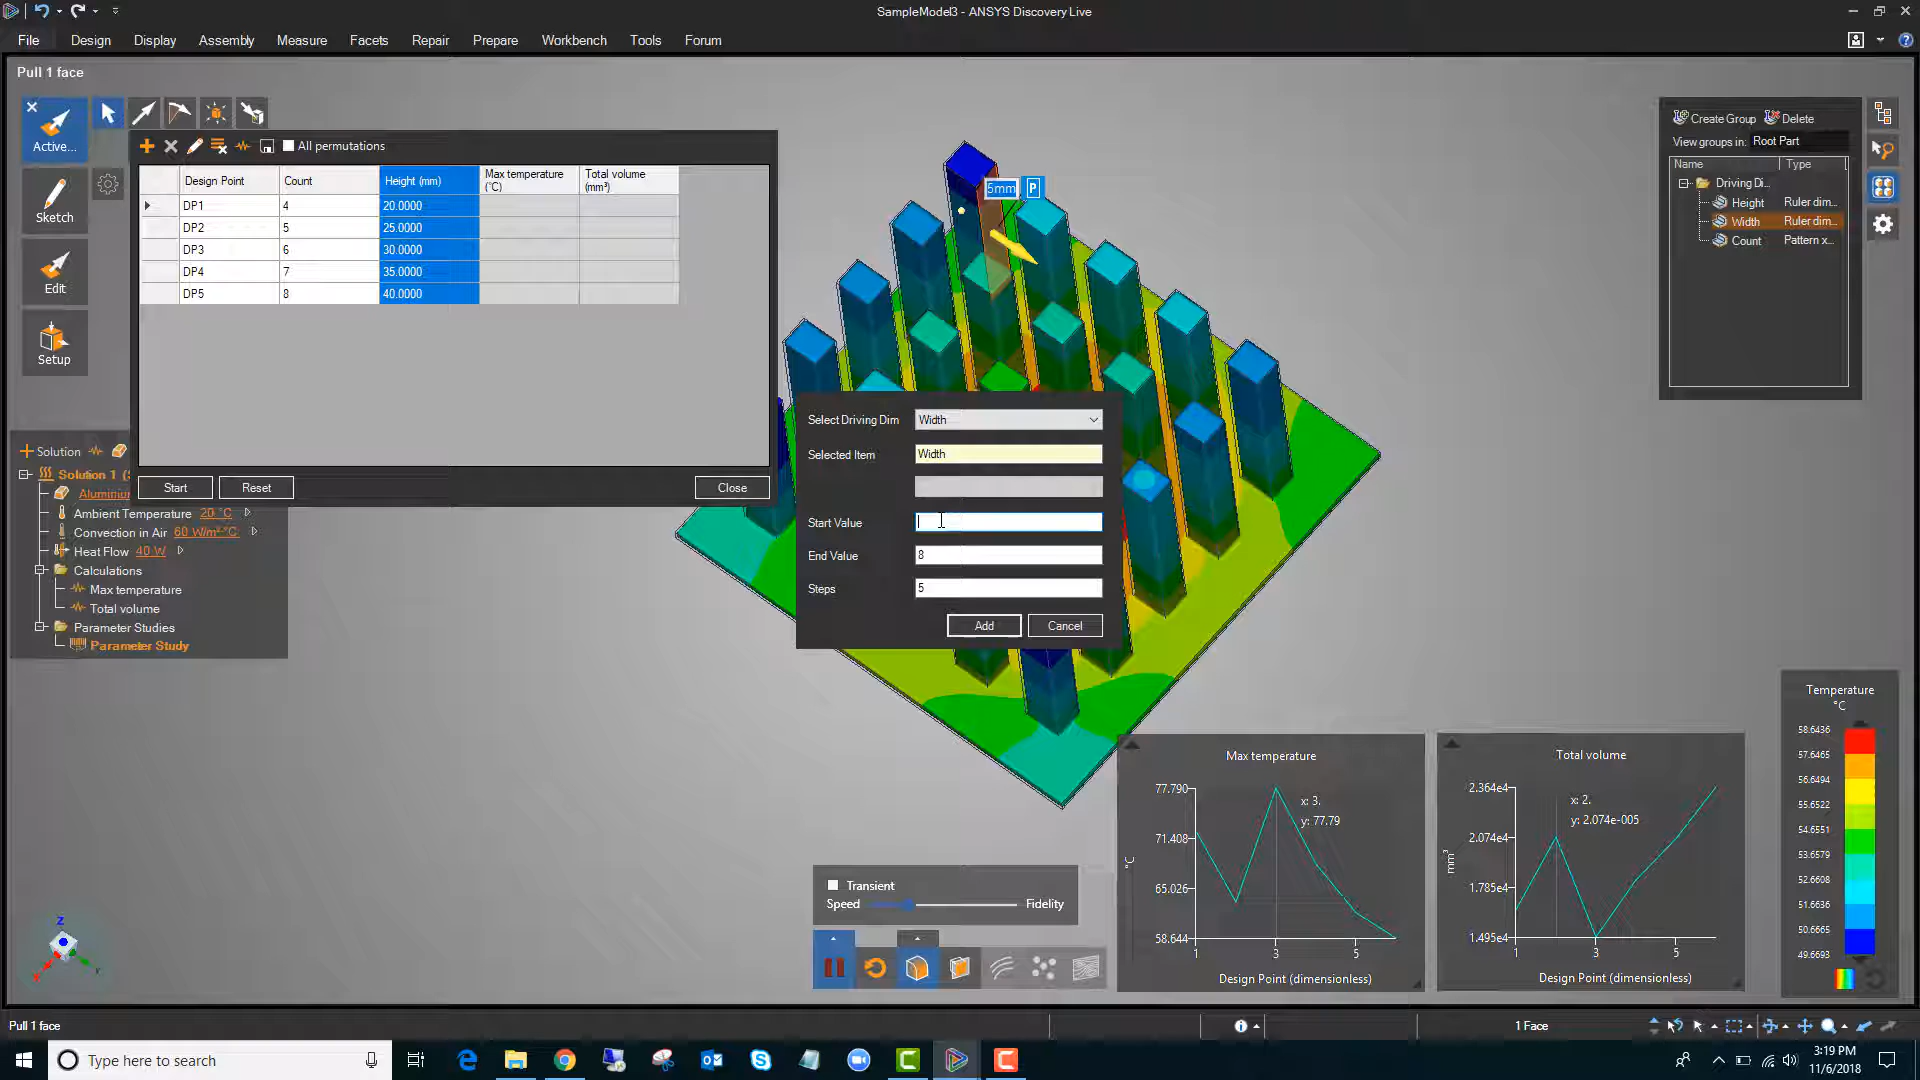 SampleModel3 - ANSYS Discovery Live
File Design Display Assembly Measure Facets Repair Prepare Workbench Tools Forum
Pull 1 face
Active...
Sketch
Edit
Setup
All permutations
Design Point Count Height (mm) Max temperature (°C) Total volume (mm³)
DP1 4 20.0000
DP2 5 25.0000
DP3 6 30.0000
DP4 7 35.0000
DP5 8 40.0000
Start Reset Close
5mm P
Create Group Delete
View groups in: Root Part
Name Type
Driving Di...
Height Ruler dim...
Width Ruler dim...
Count Pattern x...
Solution
Solution 1
Aluminiu
Ambient Temperature 20 °C
Convection in Air 60 W/m²·°C
Heat Flow 40 W
Calculations
Max temperature
Total volume
Parameter Studies
Parameter Study
Select Driving Dim Width
Selected Item Width
Start Value
End Value 8
Steps 5
Add Cancel
Transient
Speed Fidelity
Max temperature
77.790
71.408
65.026
58.644
°C
x: 3.
y: 77.79
1 3 5
Design Point (dimensionless)
Total volume
2.364e4
2.074e4
1.785e4
1.495e4
mm³
x: 2.
y: 2.074e-005
1 3 5
Design Point (dimensionless)
Temperature
°C
58.6436
57.6465
56.6494
55.6522
54.6551
53.6579
52.6608
51.6636
50.6665
49.6693
Z
Pull 1 face
1 Face
Type here to search
3:19 PM
11/6/2018